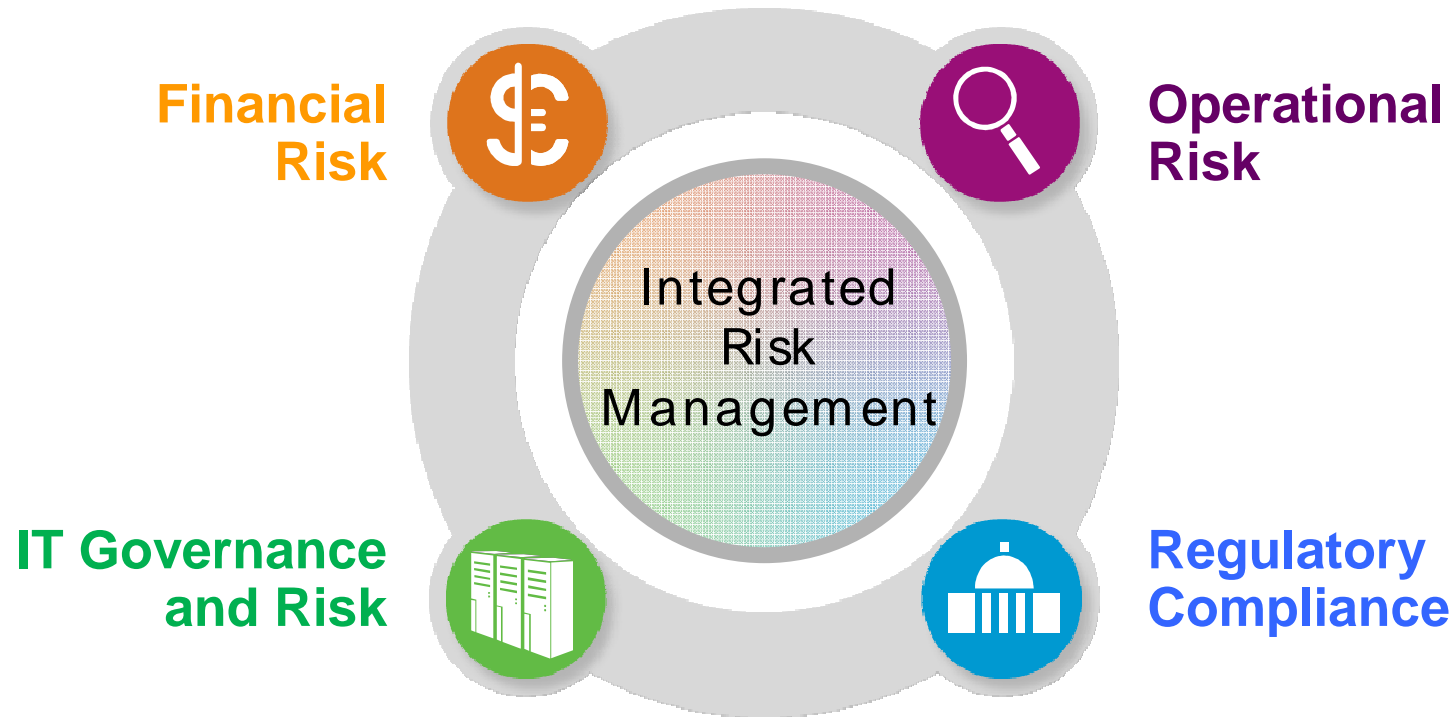 Financial
Risk
Operational
Risk
Integrated
Risk
Management
IT Governance
and Risk
Regulatory
Compliance